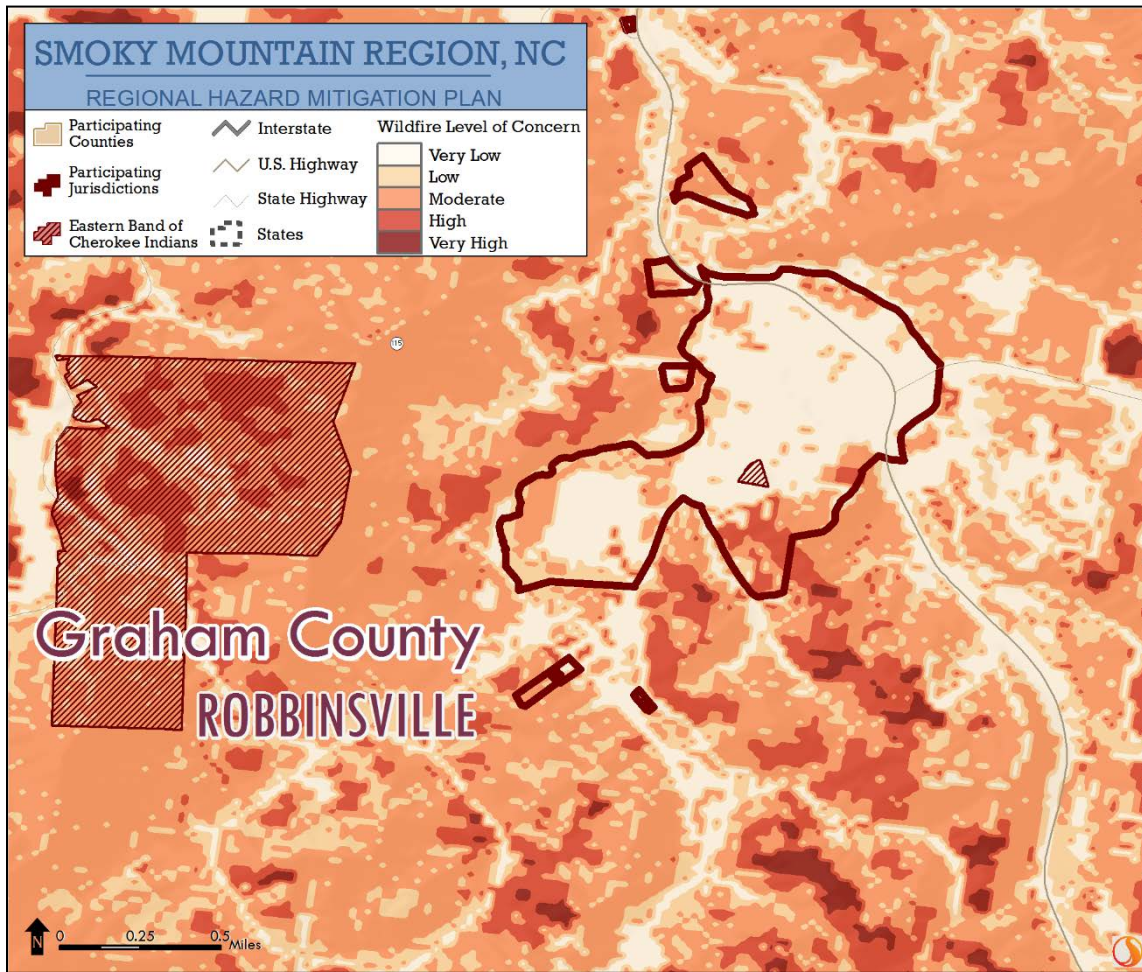 SMOKY MOUNTAIN REGION, NC
REGIONAL HAZARD MITIGATION PLAN
Participating
Counties
Participating
Jurisdictions
Eastern Band of
Cherokee Indians
Interstate
U.S. Highway
State Highway
States
Wildfire Level of Concern
Very Low
Low
Moderate
High
Very High
115
Graham County
ROBBINSVILLE
N
0 0.25 0.5
Miles